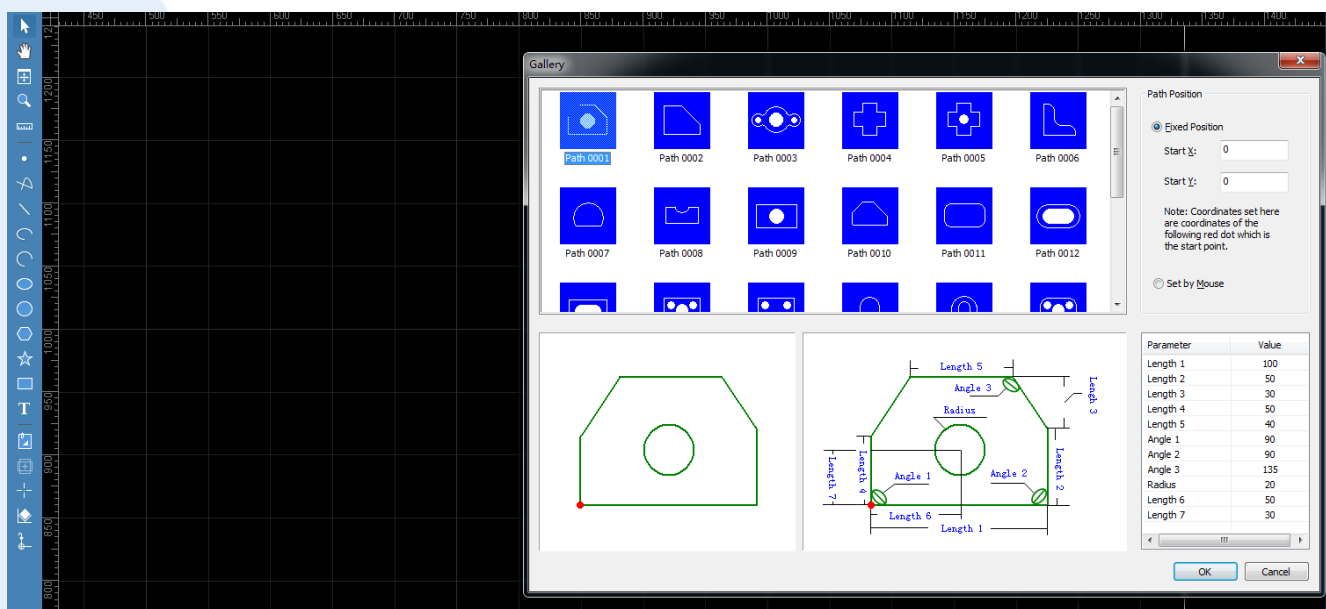 450 500 550 600 650 700 750 800 850 900 950 1000 1050 1100 1150 1200 1250 1300 1350 1400
1200
1150
1100
1050
1000
950
900
850
800
T
Gallery
Path 0001 Path 0002 Path 0003 Path 0004 Path 0005 Path 0006
Path 0007 Path 0008 Path 0009 Path 0010 Path 0011 Path 0012
Path Position
Fixed Position
Start X: 0
Start Y: 0
Note: Coordinates set here
are coordinates of the
following red dot which is
the start point.
Set by Mouse
Length 5
Angle 3
Lengh 3
Radius
Length 7
Length 4
Angle 1
Angle 2
Length 2
Length 6
Length 1
Parameter Value
Length 1 100
Length 2 50
Length 3 30
Length 4 50
Length 5 40
Angle 1 90
Angle 2 90
Angle 3 135
Radius 20
Length 6 50
Length 7 30
OK Cancel